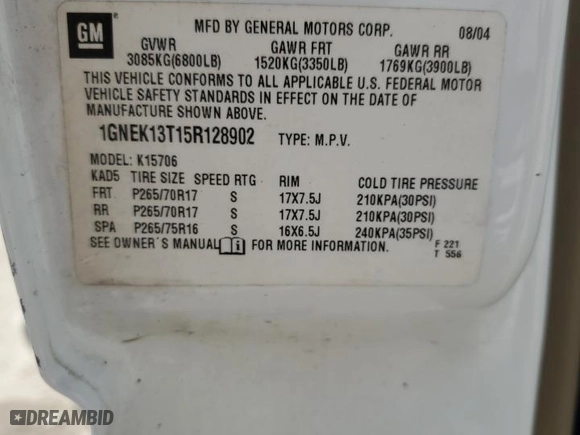 GM
MFD BY GENERAL MOTORS CORP. 08/04
GVWR GAWR FRT GAWR RR
3085KG(6800LB) 1520KG(3350LB) 1769KG(3900LB)
THIS VEHICLE CONFORMS TO ALL APPLICABLE U.S. FEDERAL MOTOR
VEHICLE SAFETY STANDARDS IN EFFECT ON THE DATE OF
MANUFACTURE SHOWN ABOVE.
1GNEK13T15R128902 TYPE: M.P.V.
MODEL: K15706
KAD5 TIRE SIZE SPEED RTG RIM COLD TIRE PRESSURE
FRT P265/70R17 S 17X7.5J 210KPA(30PSI)
RR P265/70R17 S 17X7.5J 210KPA(30PSI)
SPA P265/75R16 S 16X6.5J 240KPA(35PSI)
SEE OWNER'S MANUAL FOR MORE INFORMATION. F 221
T 556
DREAMBID